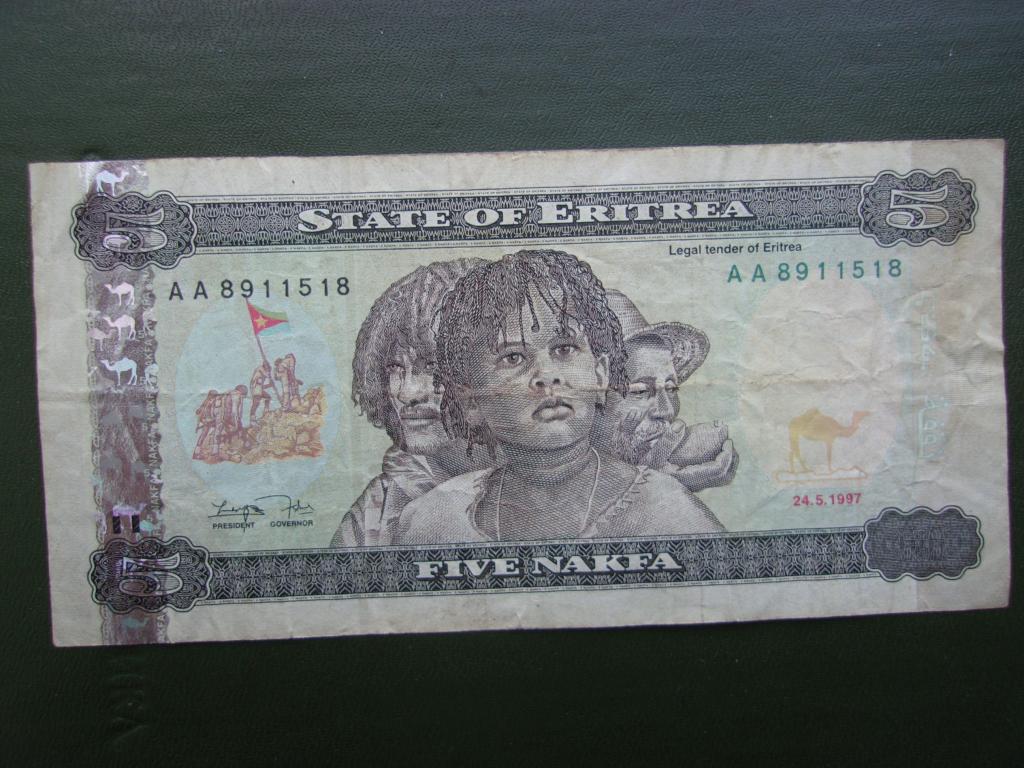 5
STATE OF ERITREA
5
Legal tender of Eritrea
AA 8911518
AA 8911518
24.5.1997
PRESIDENT GOVERNOR
5
FIVE NAKFA